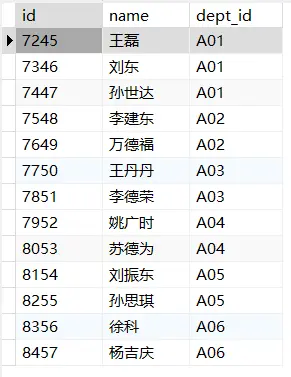 id name dept_id
7245 王磊 A01
7346 刘东 A01
7447 孙世达 A01
7548 李建东 A02
7649 万德福 A02
7750 王丹丹 A03
7851 李德荣 A03
7952 姚广时 A04
8053 苏德为 A04
8154 刘振东 A05
8255 孙思琪 A05
8356 徐科 A06
8457 杨吉庆 A06